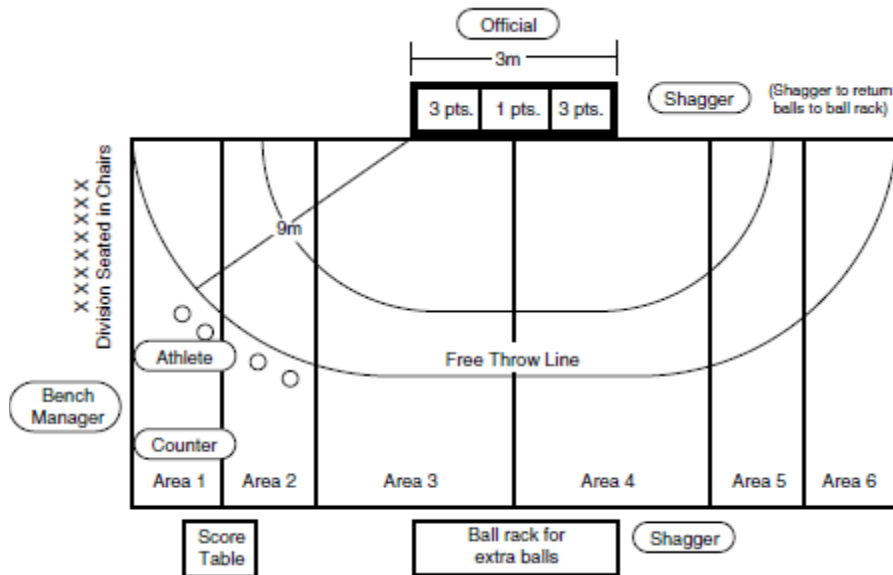 Official
3m
3 pts.
1 pts.
3 pts.
Shagger
(Shagger to return
balls to ball rack)
X X X X X X X X X
Division Seated in Chairs
9m
Athlete
Free Throw Line
Bench
Manager
Counter
Area 1
Area 2
Area 3
Area 4
Area 5
Area 6
Score
Table
Ball rack for
extra balls
Shagger